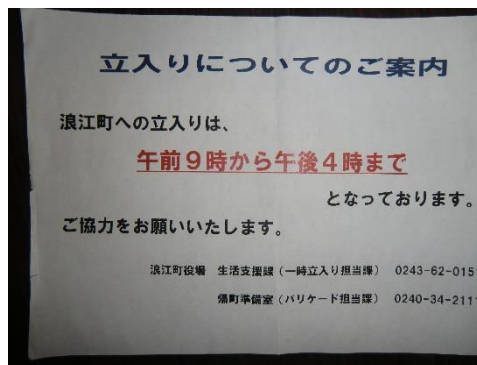 立入りについてのご案内
浪江町への立入りは、
午前9時から午後4時まで
となっております。
ご協力をお願いいたします。
浪江町役場 生活支援課(一時立入り担当課) 0243-62-015
帰町準備室(バリケード担当課) 0240-34-2111